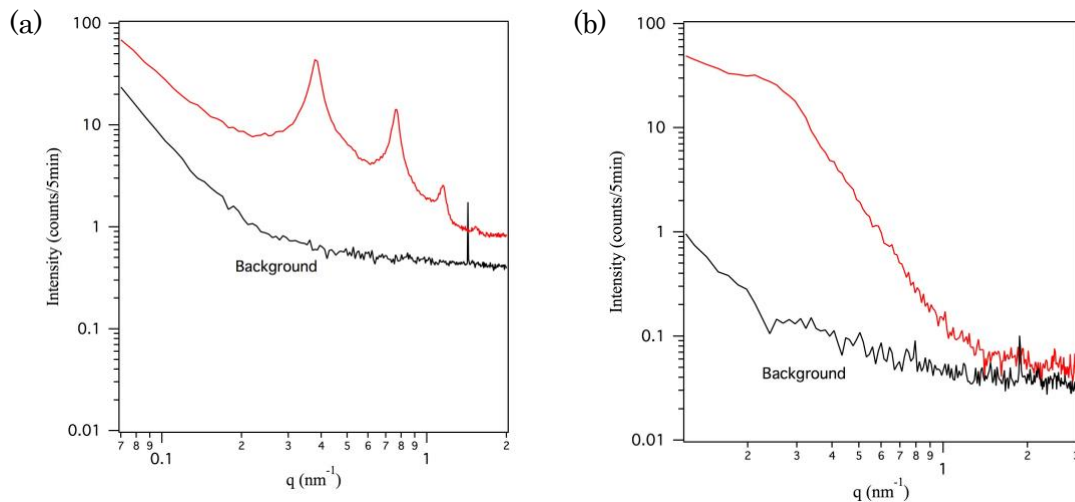 (a)
Intensity (counts/5min)
100
10
1
0.1
0.01
Background
7 8 9 0.1 2 3 4 5 6 7 8 9 1 2
q (nm⁻¹)
(b)
Intensity (counts/5min)
100
10
1
0.1
0.01
Background
2 3 4 5 6 7 8 9 1 2 3
q (nm⁻¹)